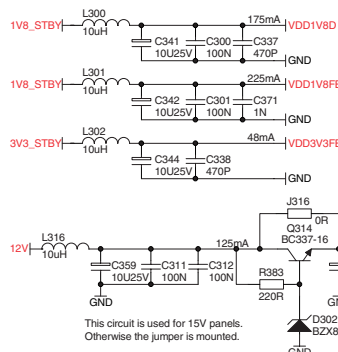 L300
1V8_STBY
10uH
175mA
VDD1V8D
C341
C300
C337
10U25V
100N
470P
GND
L301
1V8_STBY
10uH
225mA
VDD1V8FE
C342
C301
C371
10U25V
100N
1N
GND
L302
3V3_STBY
10uH
48mA
VDD3V3FE
C344
C338
10U25V
470P
GND
J316
0R
Q314
BC337-16
L316
12V
10uH
125mA
C359
C311
C312
10U25V
100N
100N
R383
220R
GND
This circuit is used for 15V panels.
Otherwise the jumper is mounted.
D302
BZX8
GND